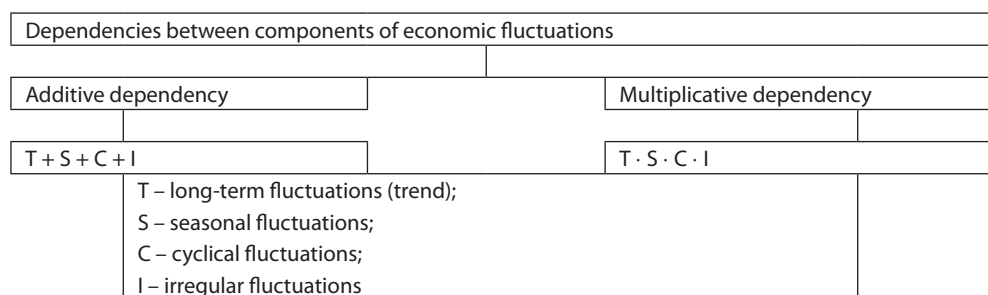 Dependencies between components of economic fluctuations
Additive dependency
Multiplicative dependency
T + S + C + I
T · S · C · I
T – long-term fluctuations (trend);
S – seasonal fluctuations;
C – cyclical fluctuations;
I – irregular fluctuations